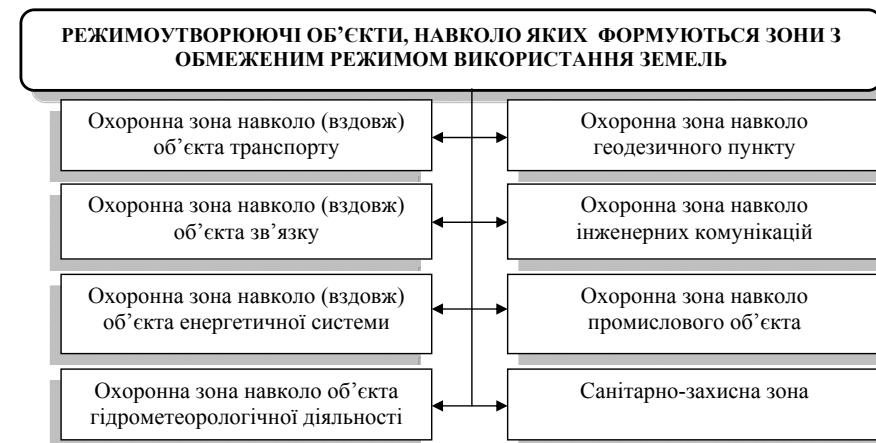 РЕЖИМОУТВОРЮЮЧІ ОБ’ЄКТИ, НАВКОЛО ЯКИХ ФОРМУЮТЬСЯ ЗОНИ З
ОБМЕЖЕНИМ РЕЖИМОМ ВИКОРИСТАННЯ ЗЕМЕЛЬ
Охоронна зона навколо (вздовж)
об’єкта транспорту
Охоронна зона навколо
геодезичного пункту
Охоронна зона навколо (вздовж)
об’єкта зв’язку
Охоронна зона навколо
інженерних комунікацій
Охоронна зона навколо (вздовж)
об’єкта енергетичної системи
Охоронна зона навколо
промислового об’єкта
Охоронна зона навколо об’єкта
гідрометеорологічної діяльності
Санітарно-захисна зона